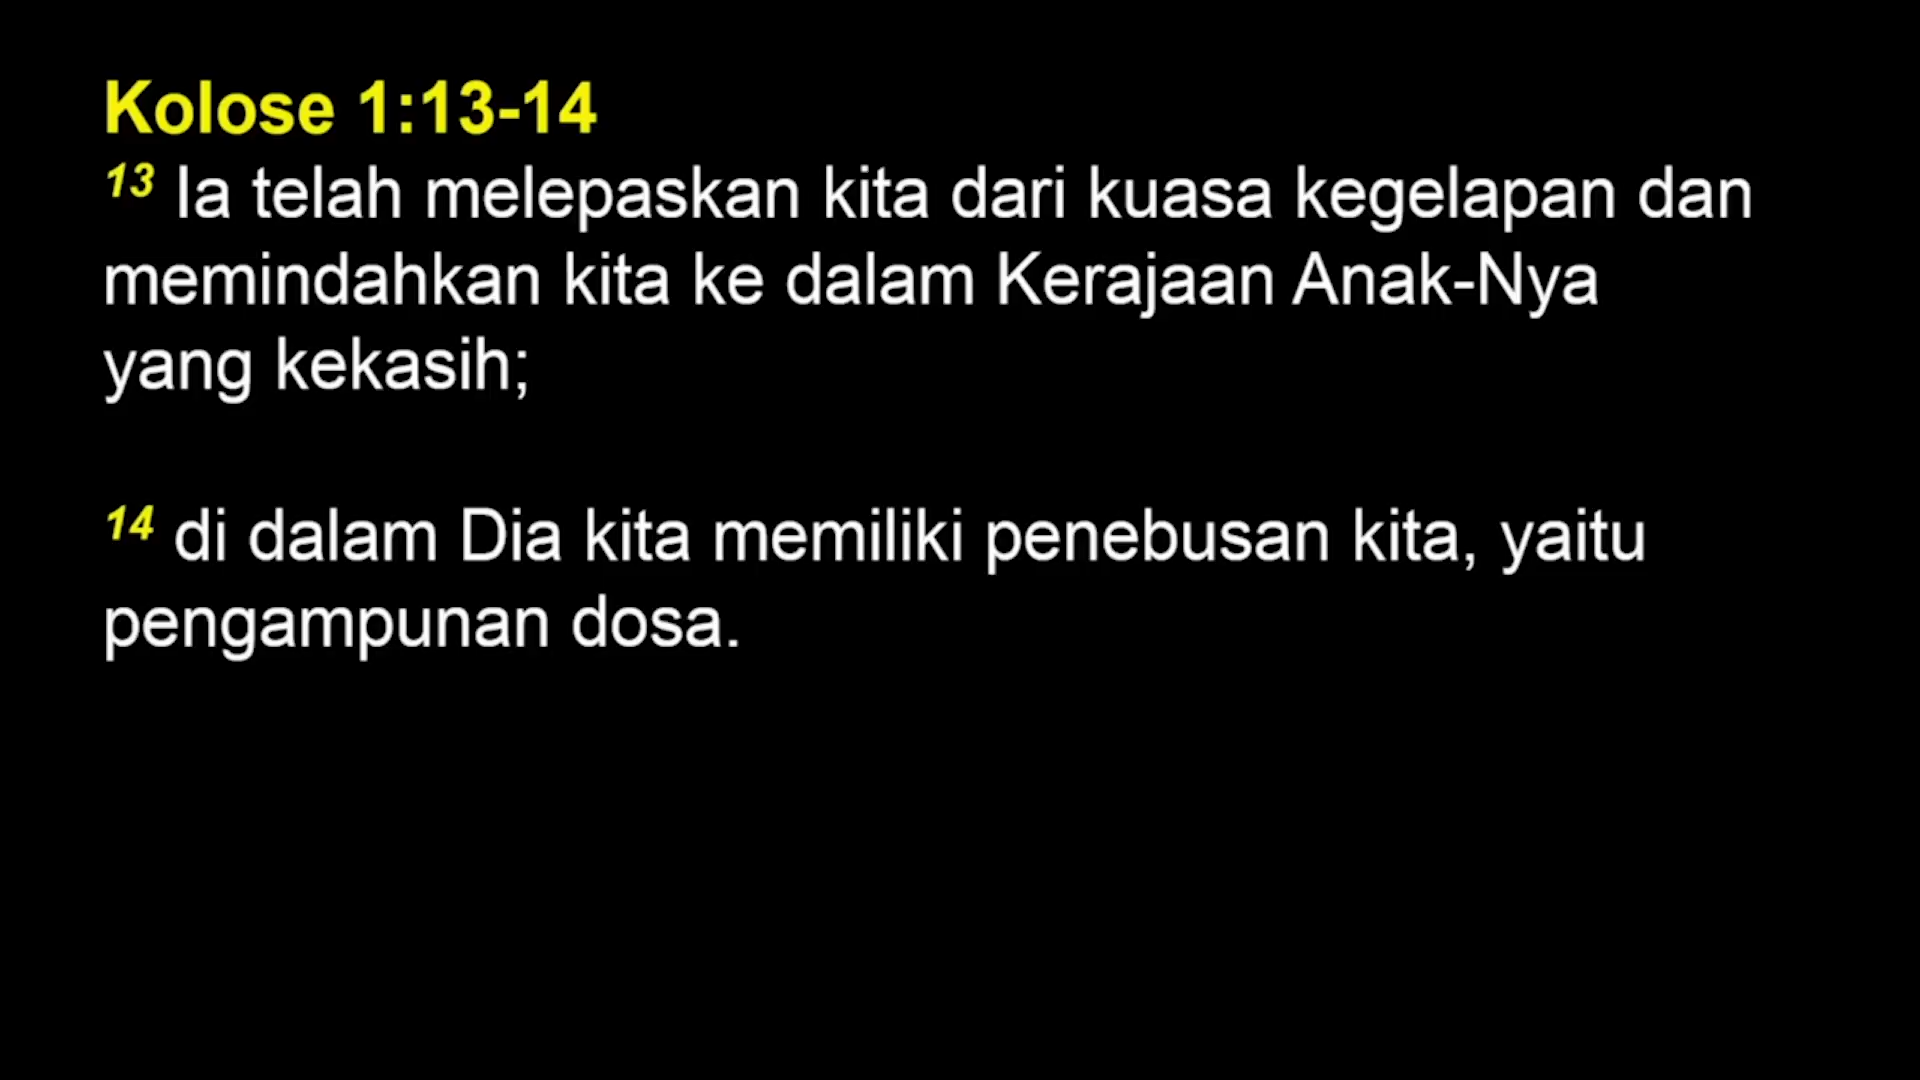 Kolose 1:13-14
13 Ia telah melepaskan kita dari kuasa kegelapan dan
memindahkan kita ke dalam Kerajaan Anak-Nya
yang kekasih;
14 di dalam Dia kita memiliki penebusan kita, yaitu
pengampunan dosa.